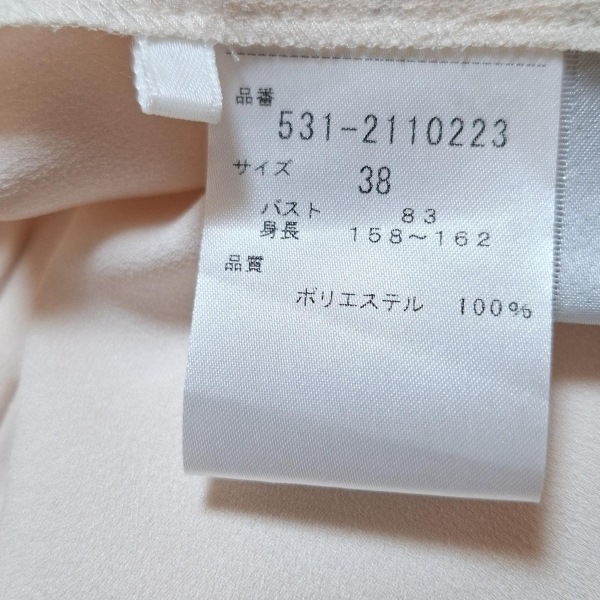 品番
531-2110223
サイズ 38
バスト 83
身長 158～162
品質
ポリエステル 100%